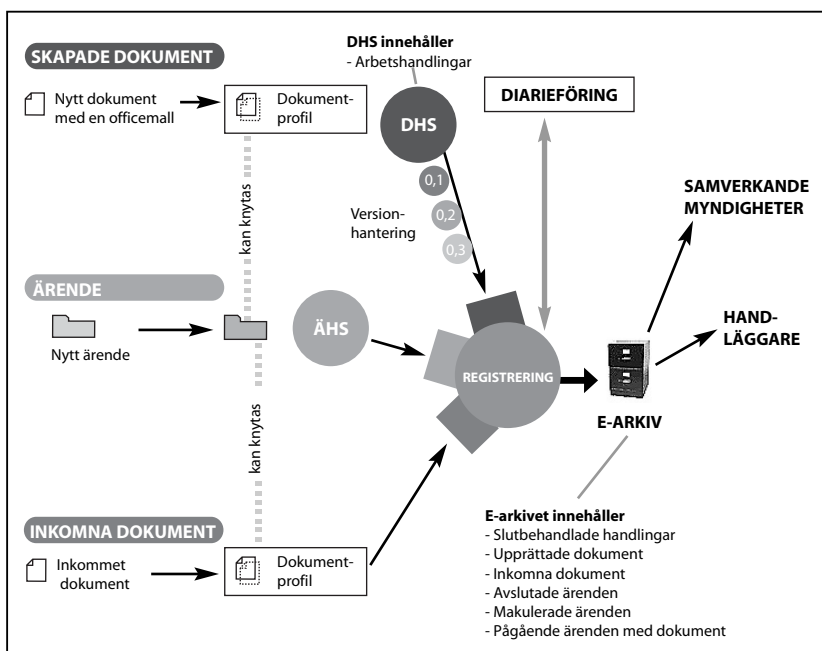 SKAPADE DOKUMENT
Nytt dokument
med en officemall
Dokument-
profil
DHS innehåller
- Arbetshandlingar
DHS
DIARIEFÖRING
0,1
0,2
0,3
Version-
hantering
kan knytas
SAMVERKANDE
MYNDIGHETER
ÄRENDE
Nytt ärende
ÄHS
REGISTRERING
HAND-
LÄGGARE
E-ARKIV
kan knytas
INKOMNA DOKUMENT
Inkommet
dokument
Dokument-
profil
E-arkivet innehåller
- Slutbehandlade handlingar
- Upprättade dokument
- Inkomna dokument
- Avslutade ärenden
- Makulerade ärenden
- Pågående ärenden med dokument